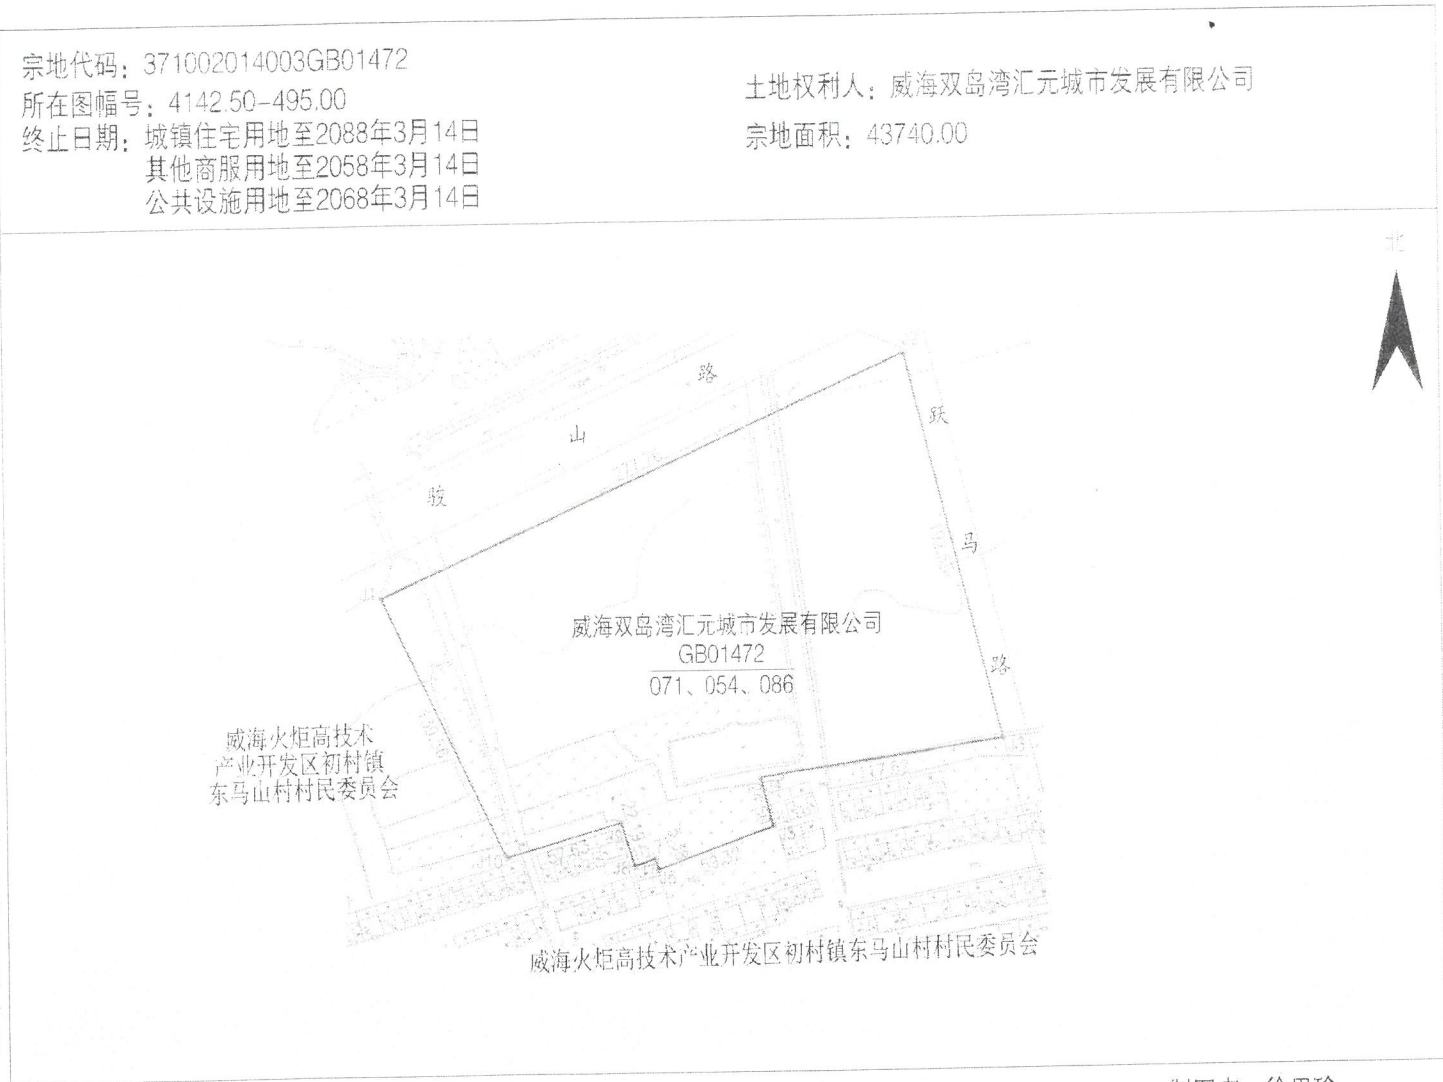 宗地代码：371002014003GB01472
所在图幅号：4142.50-495.00
终止日期：城镇住宅用地至2088年3月14日
其他商服用地至2058年3月14日
公共设施用地至2068年3月14日
土地权利人：威海双岛湾汇元城市发展有限公司
宗地面积：43740.00
北
骏山路
跃马路
威海双岛湾汇元城市发展有限公司
GB01472
071、054、086
威海火炬高技术
产业开发区初村镇
东马山村村民委员会
威海火炬高技术产业开发区初村镇东马山村村民委员会